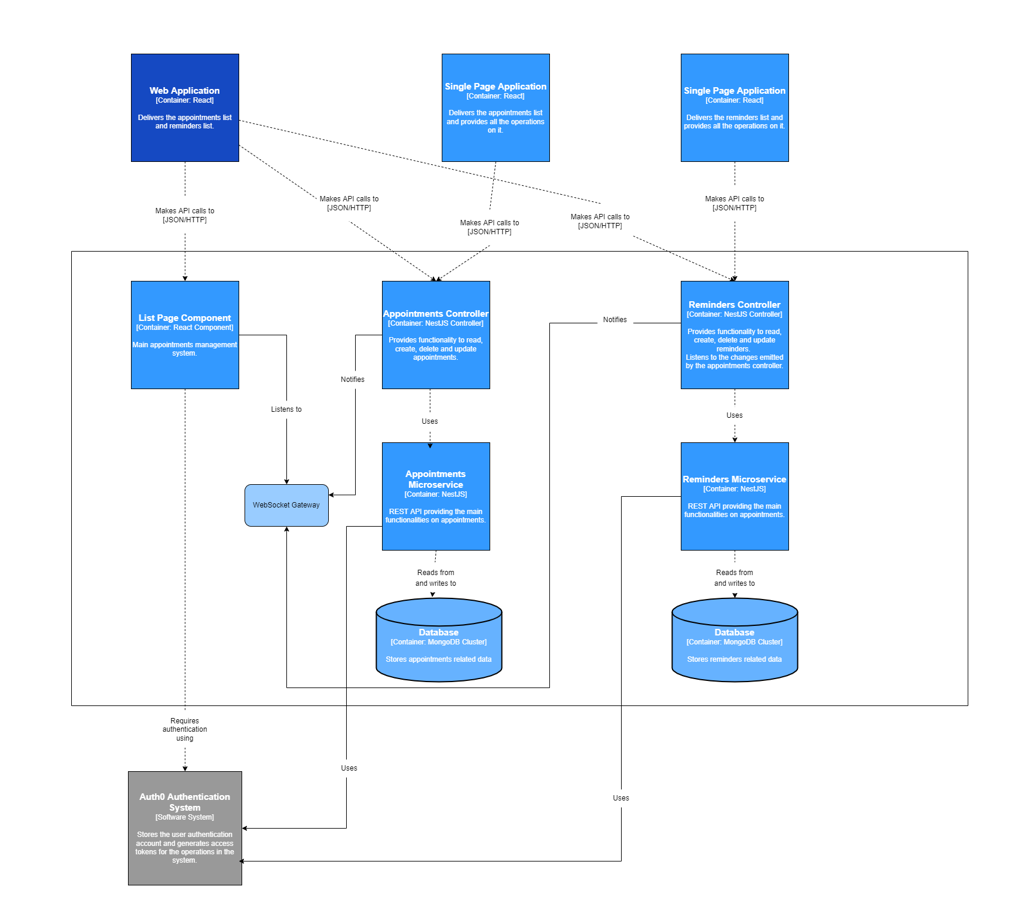 Web Application
[Container: React]
Delivers the appointments list
and reminders list.
Single Page Application
[Container: React]
Delivers the appointments list
and provides all the operations
on it.
Single Page Application
[Container: React]
Delivers the reminders list and
provides all the operations on it.
Makes API calls to
[JSON/HTTP]
Makes API calls to
[JSON/HTTP]
Makes API calls to
[JSON/HTTP]
Makes API calls to
[JSON/HTTP]
Makes API calls to
[JSON/HTTP]
List Page Component
[Container: React Component]
Main appointments management
system.
Appointments Controller
[Container: NestJS Controller]
Provides functionality to read,
create, delete and update
appointments.
Reminders Controller
[Container: NestJS Controller]
Provides functionality to read,
create, delete and update
reminders.
Listens to the changes emitted
by the appointments controller.
Notifies
Notifies
Listens to
Uses
Uses
WebSocket Gateway
Appointments
Microservice
[Container: NestJS]
REST API providing the main
functionalities on appointments.
Reminders Microservice
[Container: NestJS]
REST API providing the main
functionalities on appointments.
Reads from
and writes to
Reads from
and writes to
Database
[Container: MongoDB Cluster]
Stores appointments related data
Database
[Container: MongoDB Cluster]
Stores reminders related data
Requires
authentication
using
Uses
Uses
Auth0 Authentication
System
[Software System]
Stores the user authentication
account and generates access
tokens for the operations in the
system.